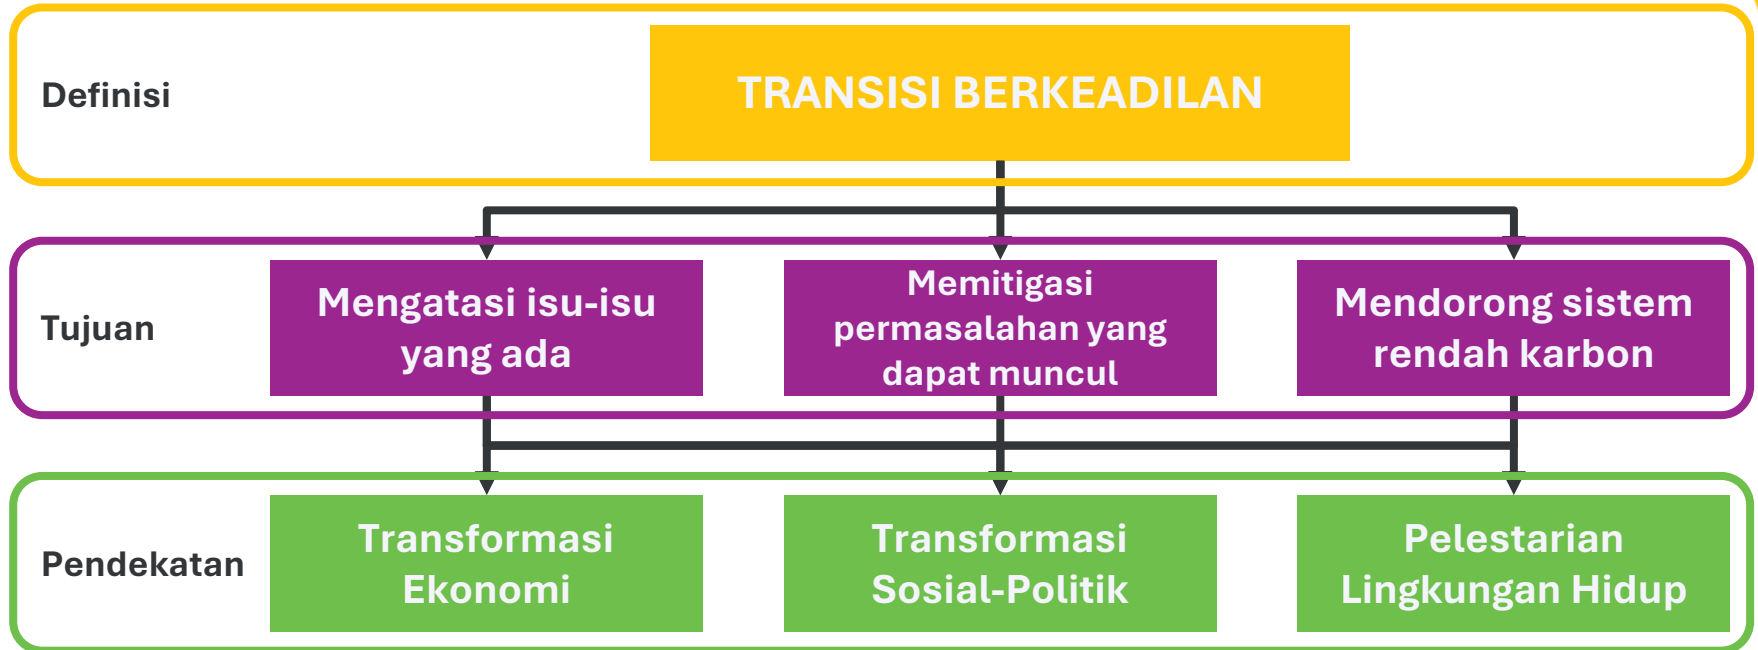 Definisi
TRANSISI BERKEADILAN
Tujuan
Mengatasi isu-isu
yang ada
Memitigasi
permasalahan yang
dapat muncul
Mendorong sistem
rendah karbon
Pendekatan
Transformasi
Ekonomi
Transformasi
Sosial-Politik
Pelestarian
Lingkungan Hidup